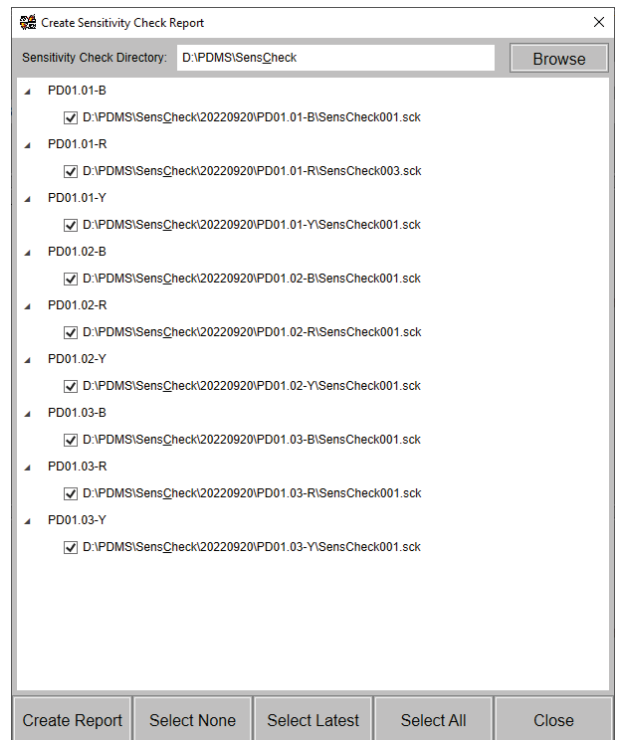 Create Sensitivity Check Report
Sensitivity Check Directory: D:\PDMS\SensCheck Browse
PD01.01-B
D:\PDMS\SensCheck\20220920\PD01.01-B\SensCheck001.sck
PD01.01-R
D:\PDMS\SensCheck\20220920\PD01.01-R\SensCheck003.sck
PD01.01-Y
D:\PDMS\SensCheck\20220920\PD01.01-Y\SensCheck001.sck
PD01.02-B
D:\PDMS\SensCheck\20220920\PD01.02-B\SensCheck001.sck
PD01.02-R
D:\PDMS\SensCheck\20220920\PD01.02-R\SensCheck001.sck
PD01.02-Y
D:\PDMS\SensCheck\20220920\PD01.02-Y\SensCheck001.sck
PD01.03-B
D:\PDMS\SensCheck\20220920\PD01.03-B\SensCheck001.sck
PD01.03-R
D:\PDMS\SensCheck\20220920\PD01.03-R\SensCheck001.sck
PD01.03-Y
D:\PDMS\SensCheck\20220920\PD01.03-Y\SensCheck001.sck
Create Report Select None Select Latest Select All Close